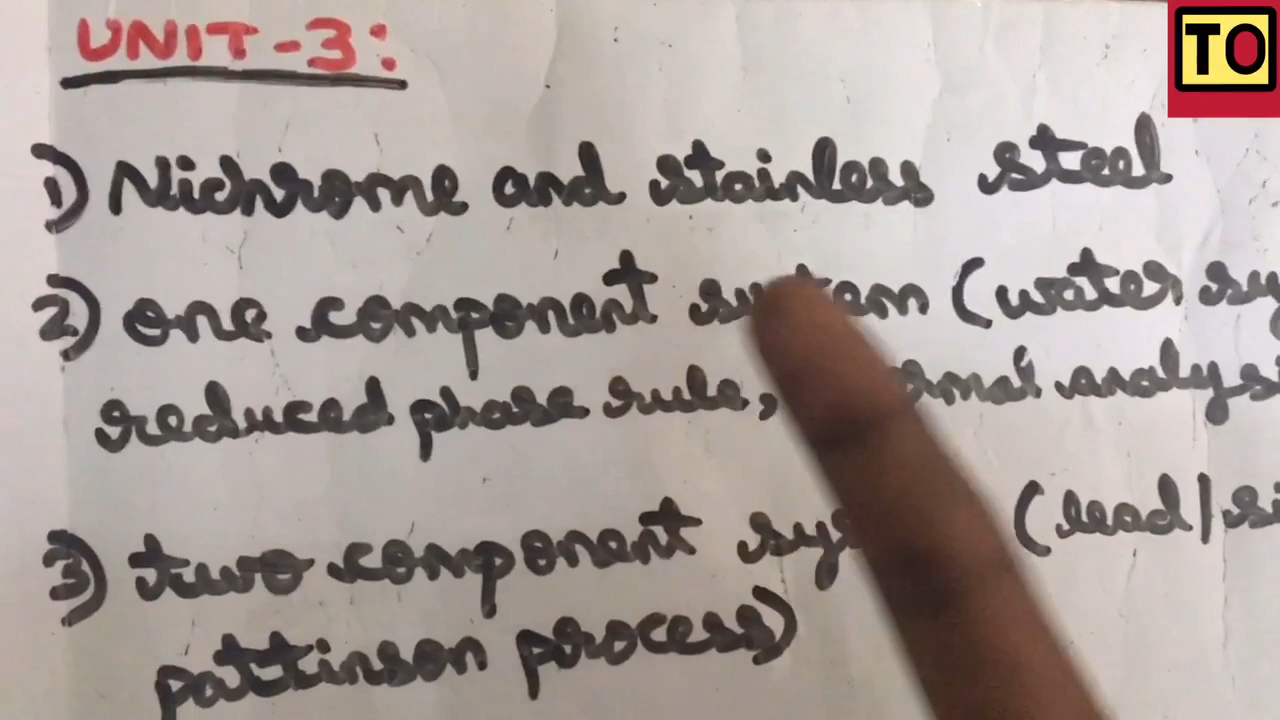 UNIT-3:
TO
1) Nichrome and stainless steel
2) one component (water
reduced phase rule,
3) two component (lead/
pattinson process)